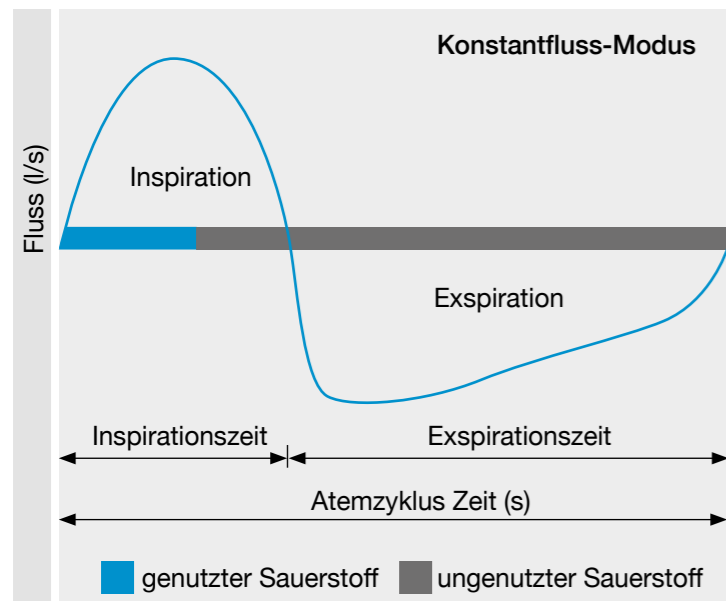 Konstantfluss-Modus
Fluss (l/s)
Inspiration
Exspiration
Inspirationszeit
Exspirationszeit
Atemzyklus Zeit (s)
genutzter Sauerstoff
ungenutzter Sauerstoff